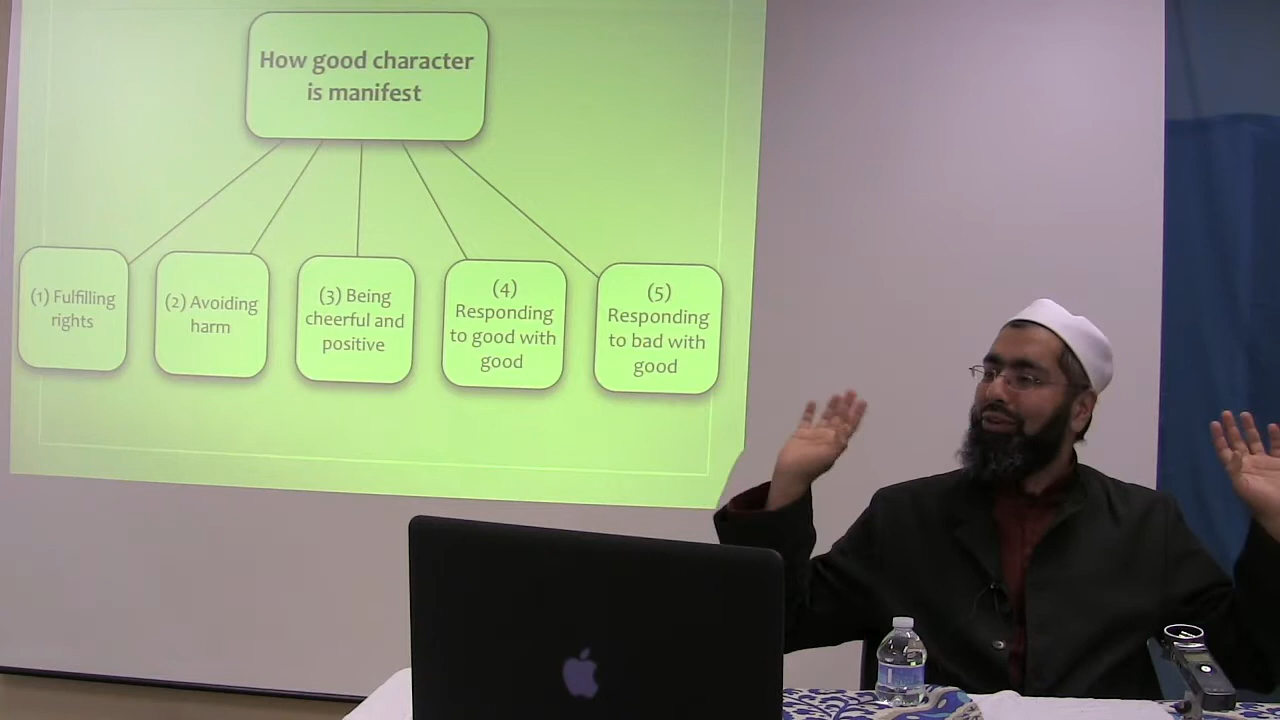 How good character
is manifest
(1) Fulfilling
rights
(2) Avoiding
harm
(3) Being
cheerful and
positive
(4)
Responding
to good with
good
(5)
Responding
to bad with
good